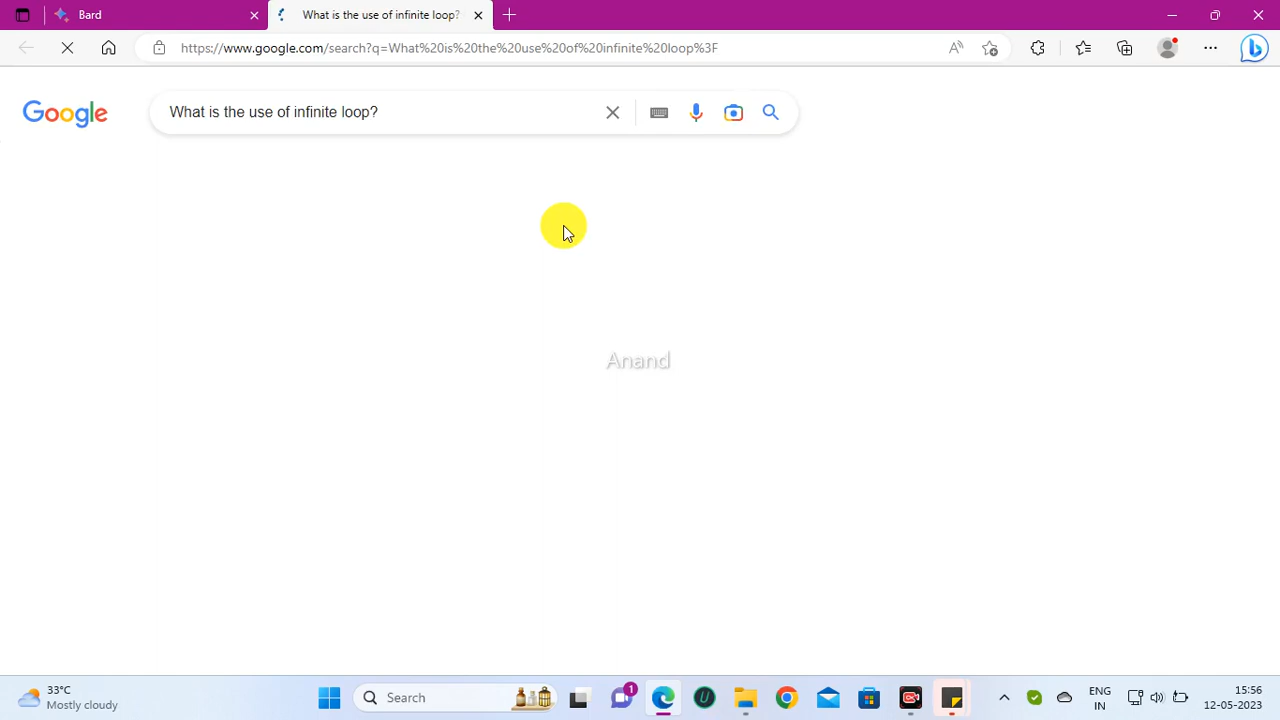 Bard
What is the use of infinite loop?
https://www.google.com/search?q=What%20is%20the%20use%20of%20infinite%20loop%3F
Google
What is the use of infinite loop?
Anand
33°C
Mostly cloudy
Search
1
U
ENG
IN
15:56
12-05-2023